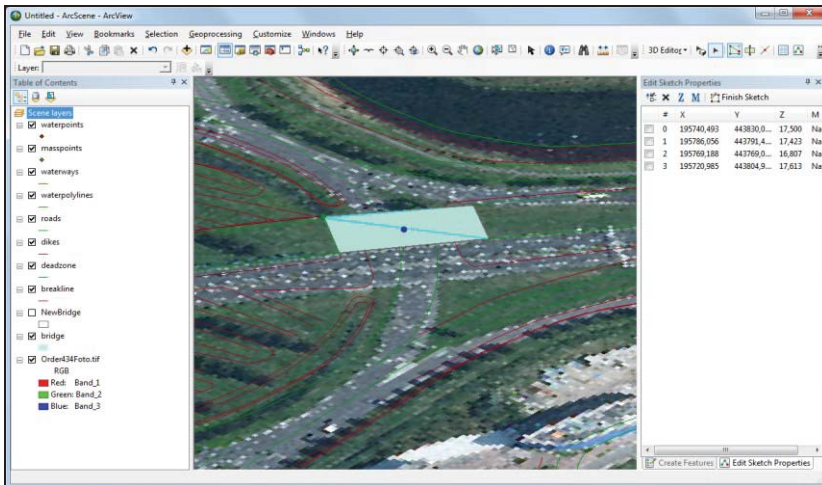 Untitled - ArcScene - ArcView
File Edit View Bookmarks Selection Geoprocessing Customize Windows Help
3D Editor
Layer:
Table of Contents
Scene layers
waterpoints
masspoints
waterways
waterpolylines
roads
dikes
deadzone
breakline
NewBridge
bridge
Order434Foto.tif
RGB
Red: Band_1
Green: Band_2
Blue: Band_3
Edit Sketch Properties
Z M Finish Sketch
# X Y Z M
0 195740,493 443830,0... 17,500 Na
1 195786,056 443791,4... 17,423 Na
2 195769,188 443769,0... 16,807 Na
3 195720,985 443804,9... 17,613 Na
Create Features Edit Sketch Properties